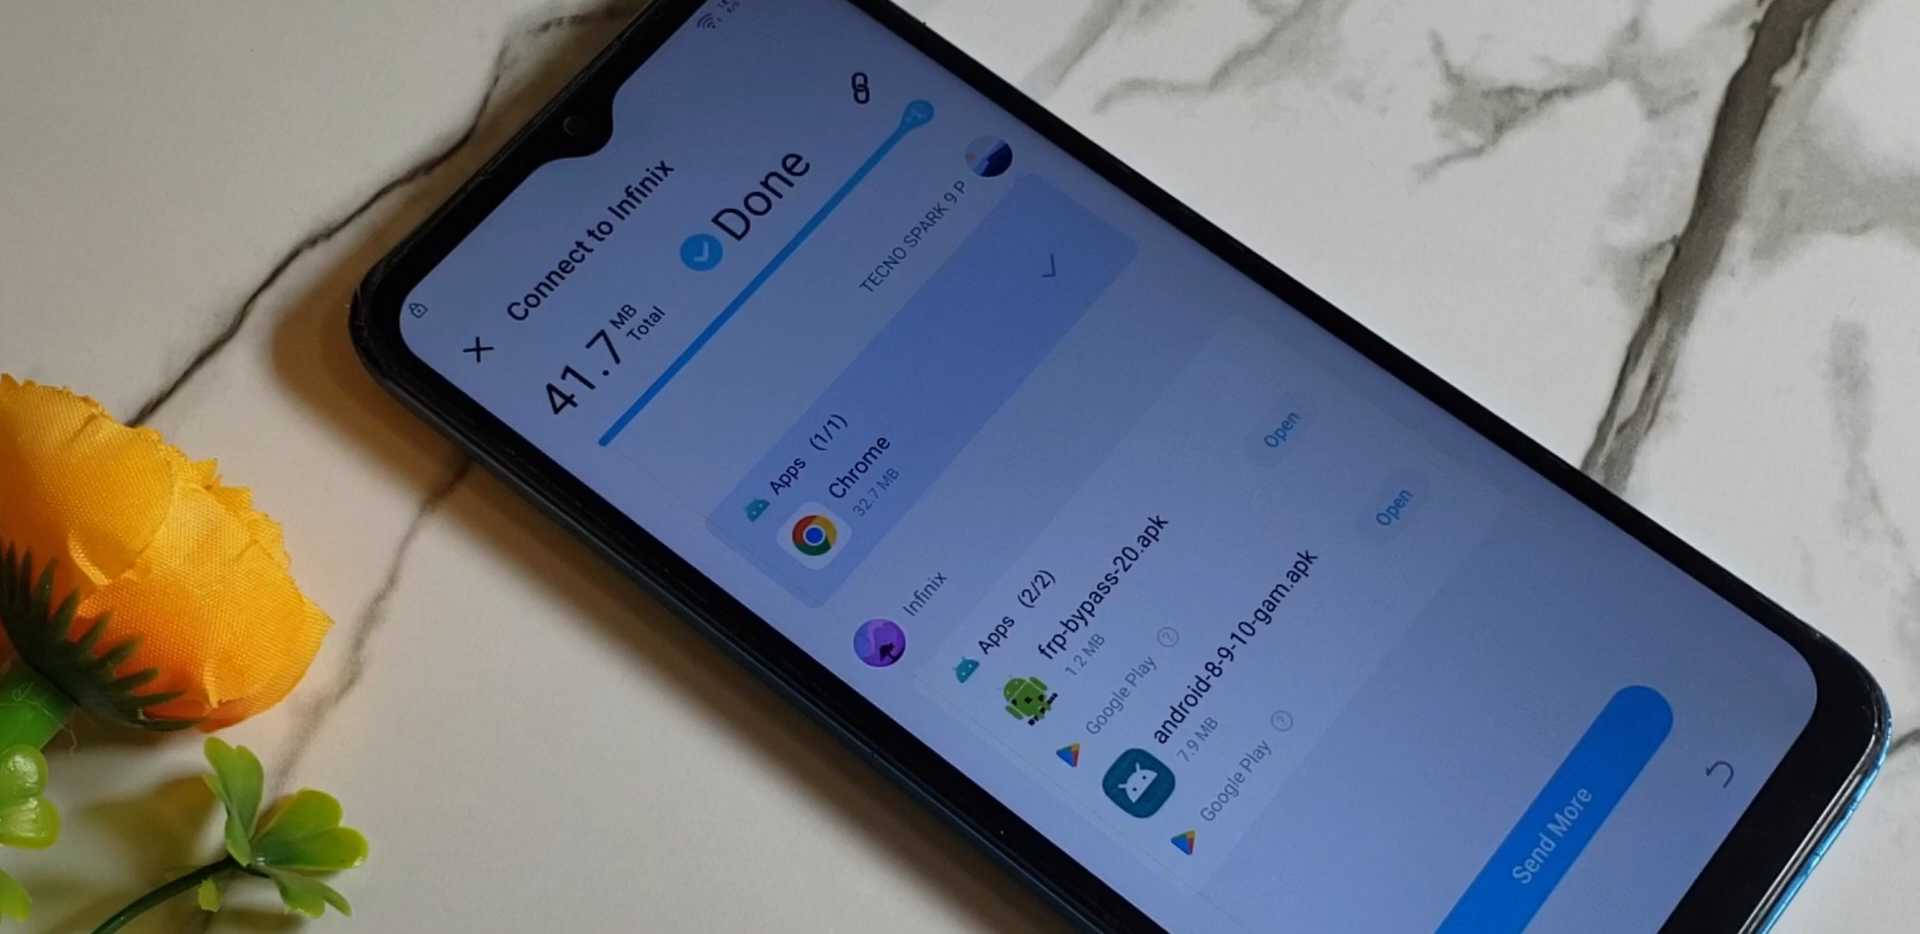 Connect to Infinix
41.7 MB Total
Done
TECNO SPARK 9 P
Apps (1/1)
Chrome
32.7 MB
Infinix
Apps (2/2)
frp-bypass-20.apk
1.2 MB
Open
Google Play ?
android-8-9-10-gam.apk
7.9 MB
Open
Google Play ?
Send More